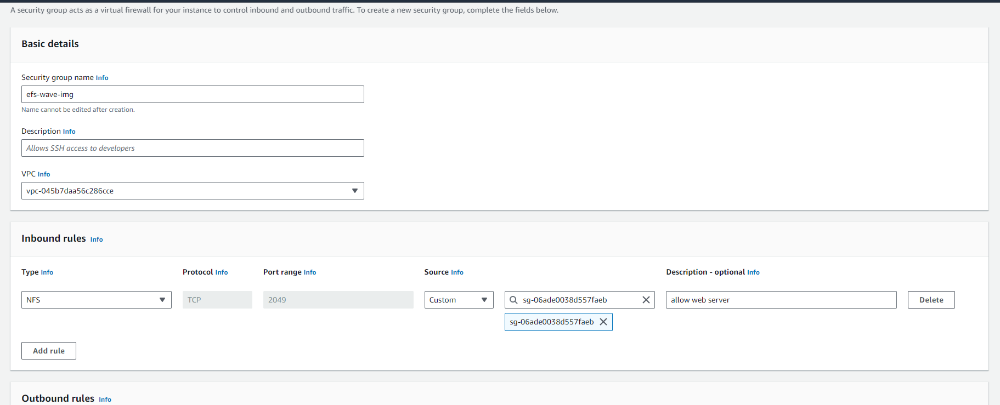 A security group acts as a virtual firewall for your instance to control inbound and outbound traffic. To create a new security group, complete the fields below.
Basic details
Security group name Info
efs-wave-img
Name cannot be edited after creation.
Description Info
Allows SSH access to developers
VPC Info
vpc-045b7daa56c286cce
Inbound rules Info
Type Info Protocol Info Port range Info Source Info Description - optional Info
NFS TCP 2049 Custom sg-06ade0038d557faeb allow web server Delete
sg-06ade0038d557faeb
Add rule
Outbound rules Info